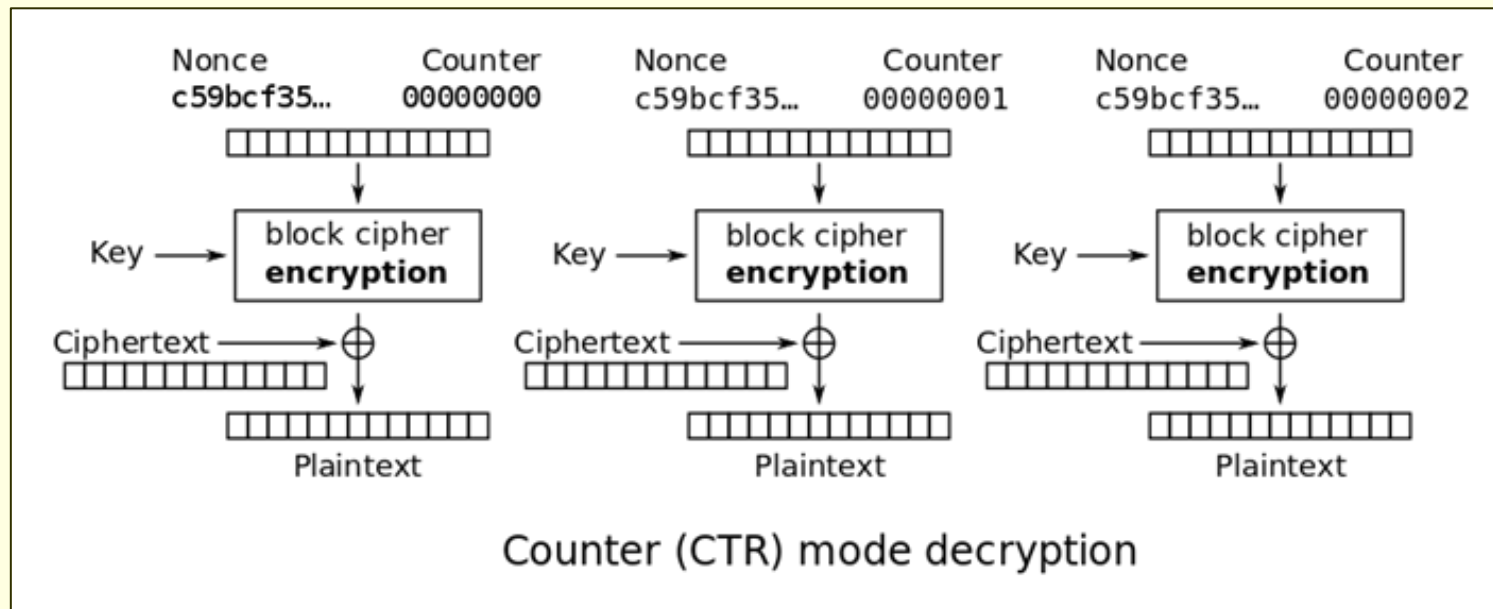 Nonce Counter Nonce Counter Nonce Counter
c59bcf35… 00000000 c59bcf35… 00000001 c59bcf35… 00000002
block cipher block cipher block cipher
Key encryption Key encryption Key encryption
Ciphertext Ciphertext Ciphertext
Plaintext Plaintext Plaintext
Counter (CTR) mode decryption